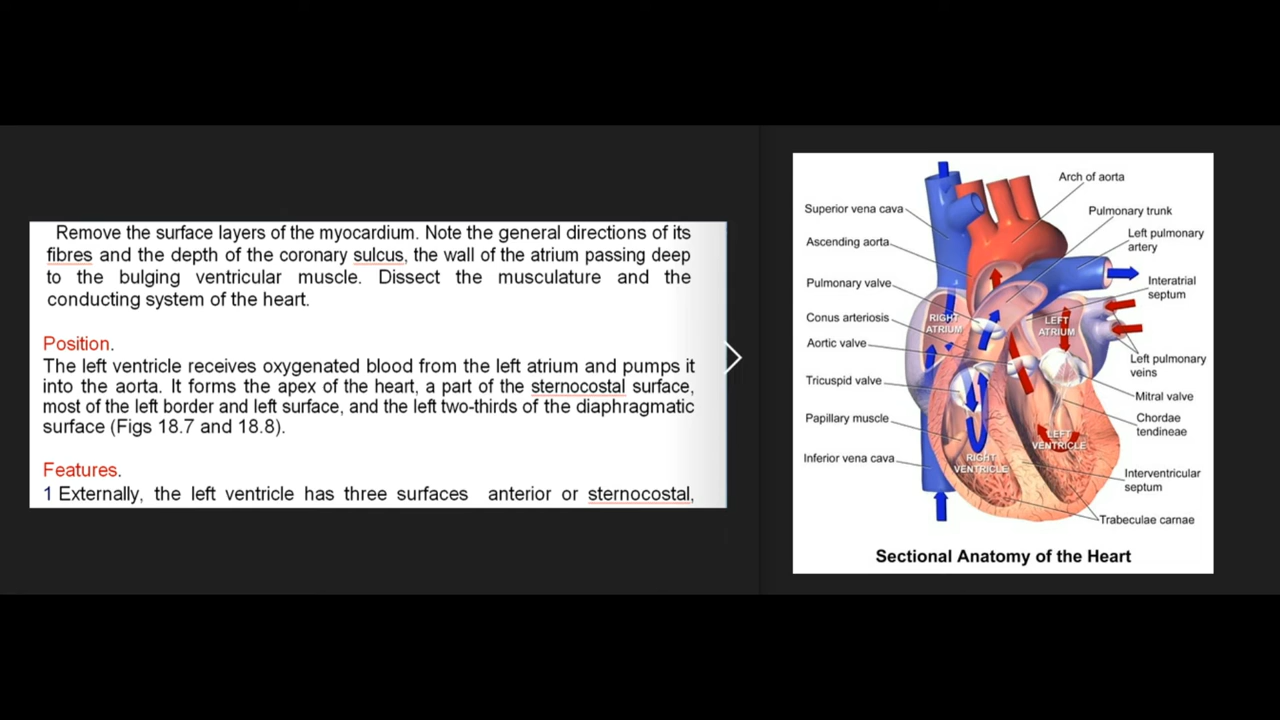 Remove the surface layers of the myocardium. Note the general directions of its
fibres and the depth of the coronary sulcus, the wall of the atrium passing deep
to the bulging ventricular muscle. Dissect the musculature and the
conducting system of the heart.
Position.
The left ventricle receives oxygenated blood from the left atrium and pumps it
into the aorta. It forms the apex of the heart, a part of the sternocostal surface,
most of the left border and left surface, and the left two-thirds of the diaphragmatic
surface (Figs 18.7 and 18.8).
Features.
1 Externally, the left ventricle has three surfaces anterior or sternocostal,
Arch of aorta
Superior vena cava
Pulmonary trunk
Ascending aorta
Left pulmonary
artery
Pulmonary valve
Interatrial
septum
Conus arteriosis
RIGHT
ATRIUM
LEFT
ATRIUM
Aortic valve
Left pulmonary
veins
Tricuspid valve
Mitral valve
Papillary muscle
Chordae
tendineae
LEFT
VENTRICLE
Inferior vena cava
RIGHT
VENTRICLE
Interventricular
septum
Trabeculae carnae
Sectional Anatomy of the Heart